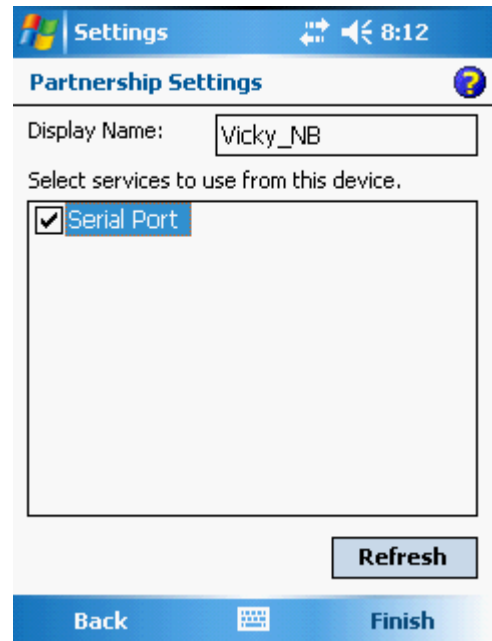 Settings 8:12
Partnership Settings
Display Name: Vicky_NB
Select services to use from this device.
Serial Port
Refresh
Back Finish